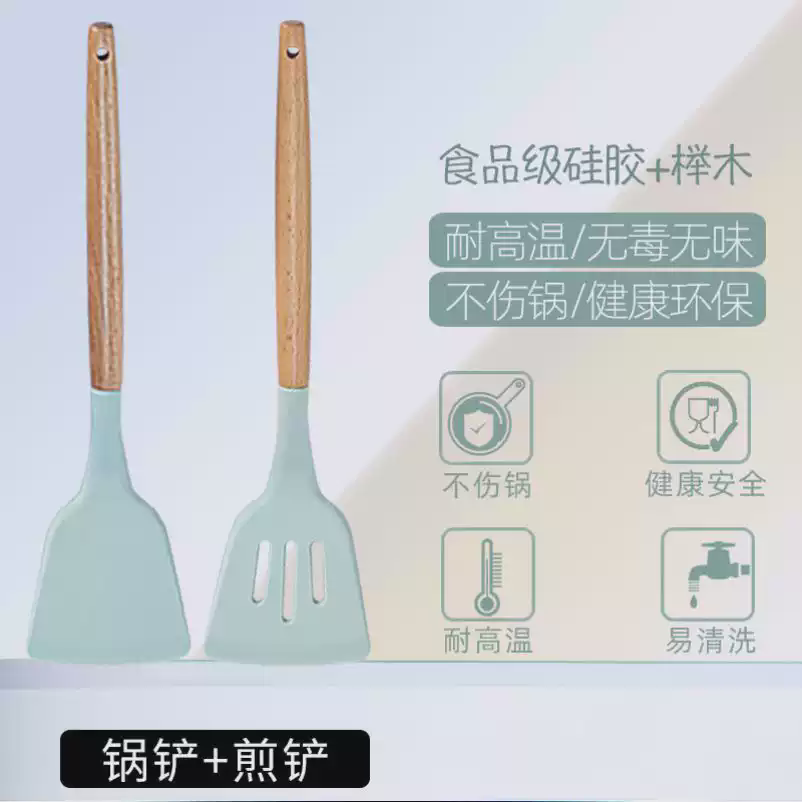 食品级硅胶+榉木
耐高温/无毒无味
不伤锅/健康环保
不伤锅
健康安全
耐高温
易清洗
锅铲+煎铲